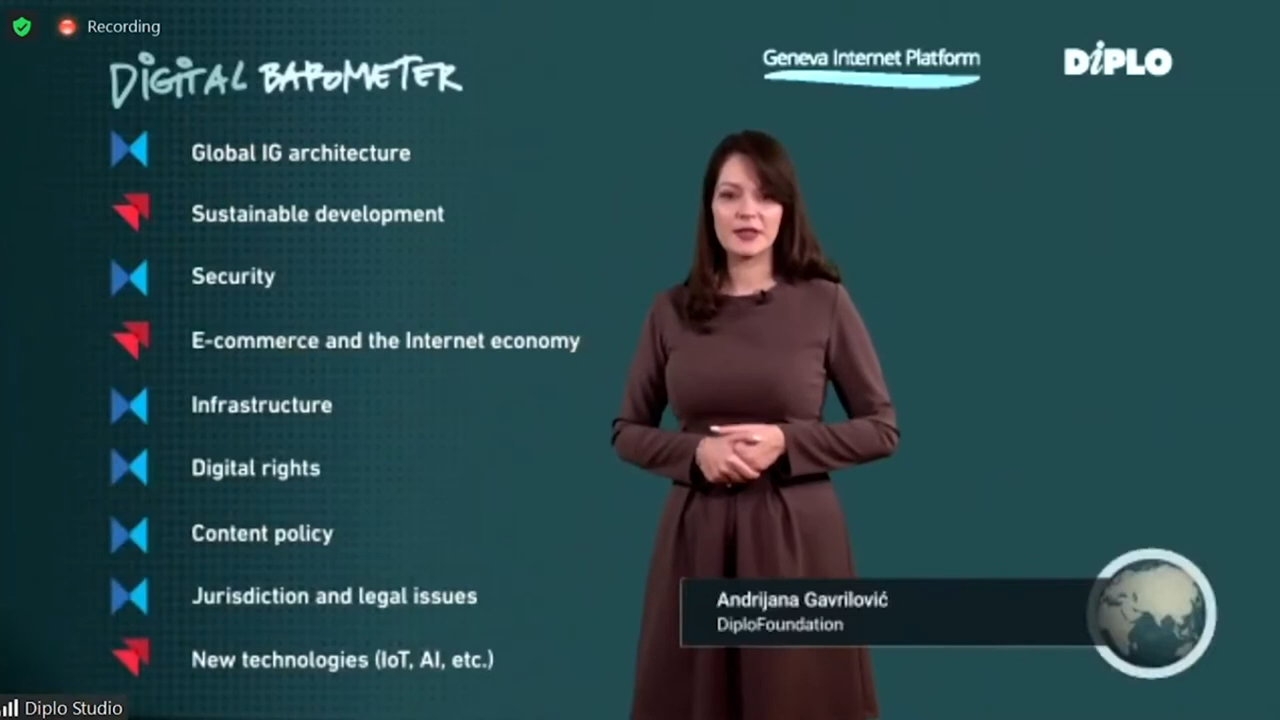 Recording
DIGITAL BAROMETER
Geneva Internet Platform
DiPLO
Global IG architecture
Sustainable development
Security
E-commerce and the Internet economy
Infrastructure
Digital rights
Content policy
Jurisdiction and legal issues
New technologies (IoT, AI, etc.)
Andrijana Gavrilović
DiploFoundation
Diplo Studio